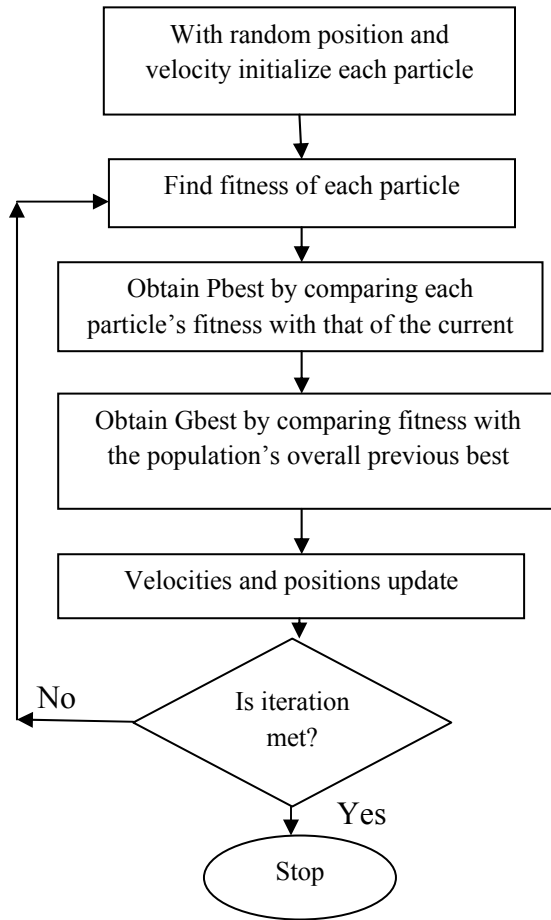 With random position and
velocity initialize each particle
Find fitness of each particle
Obtain Pbest by comparing each
particle’s fitness with that of the current
Obtain Gbest by comparing fitness with
the population’s overall previous best
Velocities and positions update
Is iteration
met?
No
Yes
Stop